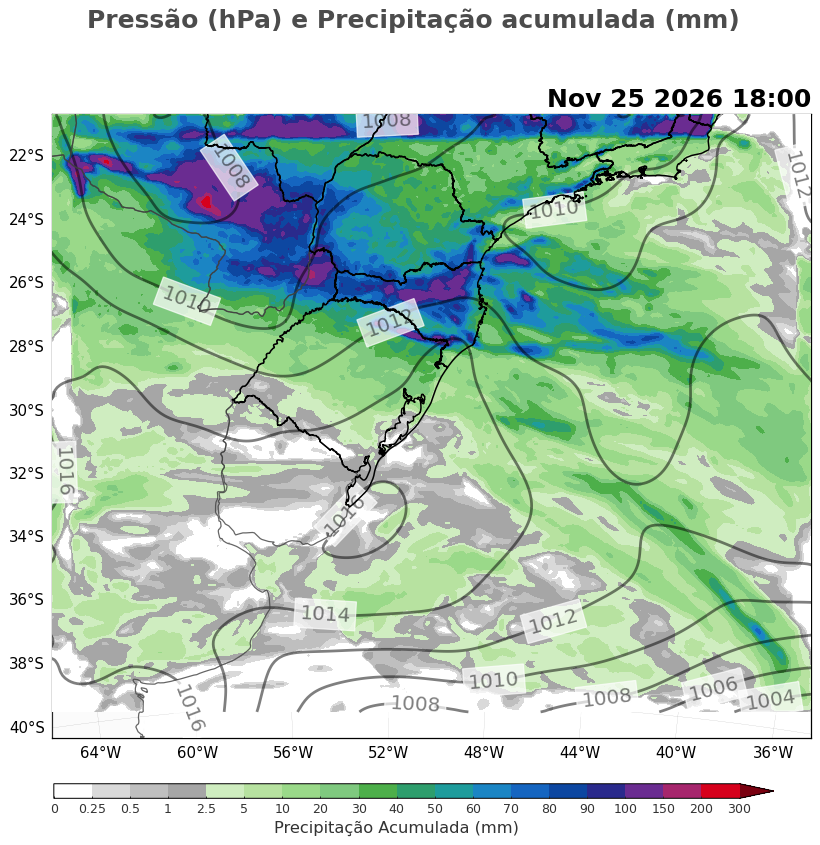 Pressão (hPa) e Precipitação acumulada (mm)
Nov 25 2026 18:00
1008
22°S
1008
1012
24°S
1010
26°S
1010
1012
28°S
30°S
32°S
1016
1016
34°S
36°S
1014
1012
38°S
1010
1006
1016
1008
1008
1004
40°S
64°W 60°W 56°W 52°W 48°W 44°W 40°W 36°W
0 0.25 0.5 1 2.5 5 10 20 30 40 50 60 70 80 90 100 150 200 300
Precipitação Acumulada (mm)